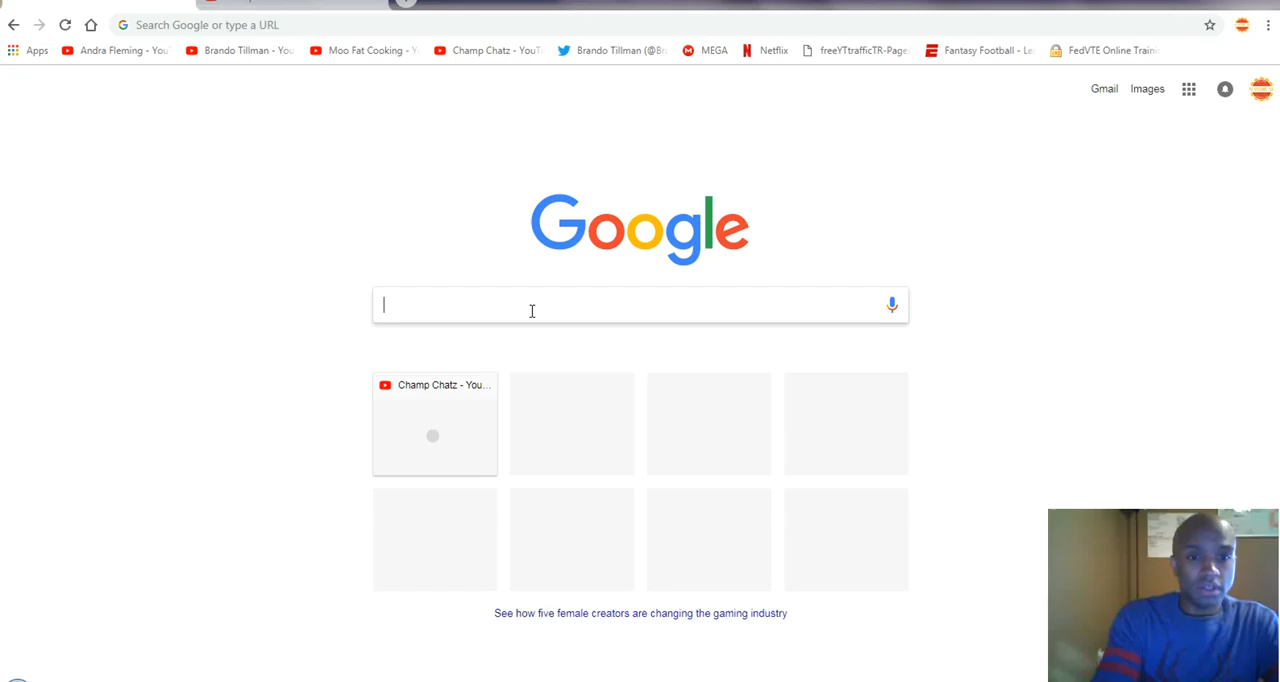 Search Google or type a URL
Apps Andra Fleming - You Brando Tillman - You Moo Fat Cooking - Y Champ Chatz - YouT Brando Tillman (@Br MEGA Netflix freeYTtrafficTR-Page Fantasy Football - Le FedVTE Online Traini
Gmail Images
Google
Champ Chatz - You...
See how five female creators are changing the gaming industry